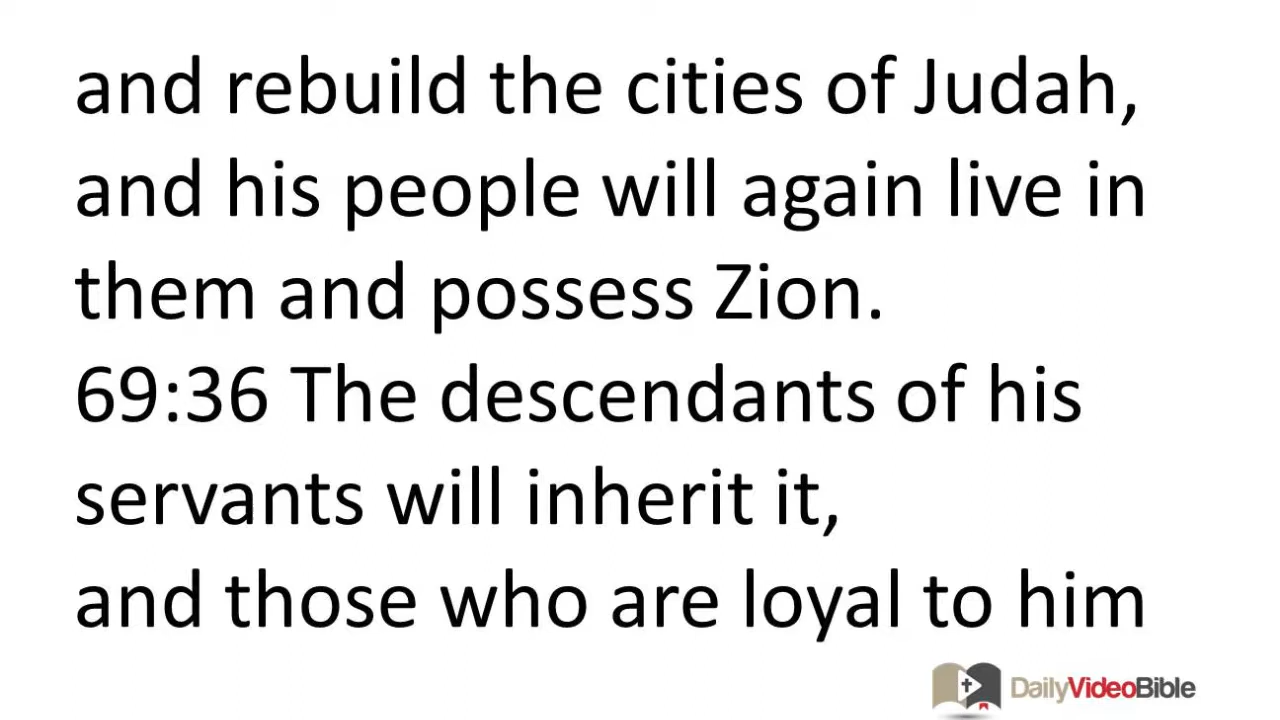 and rebuild the cities of Judah,
and his people will again live in
them and possess Zion.
69:36 The descendants of his
servants will inherit it,
and those who are loyal to him
DailyVideoBible